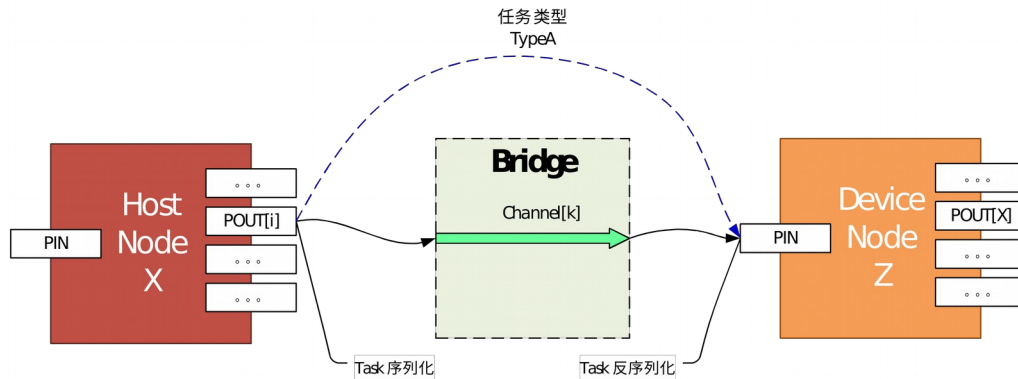 任务类型
TypeA
Host
Node
X
PIN
。。。
POUT[i]
。。。
。。。
Bridge
Channel[k]
Device
Node
Z
PIN
。。。
POUT[X]
。。。
。。。
Task 序列化
Task 反序列化